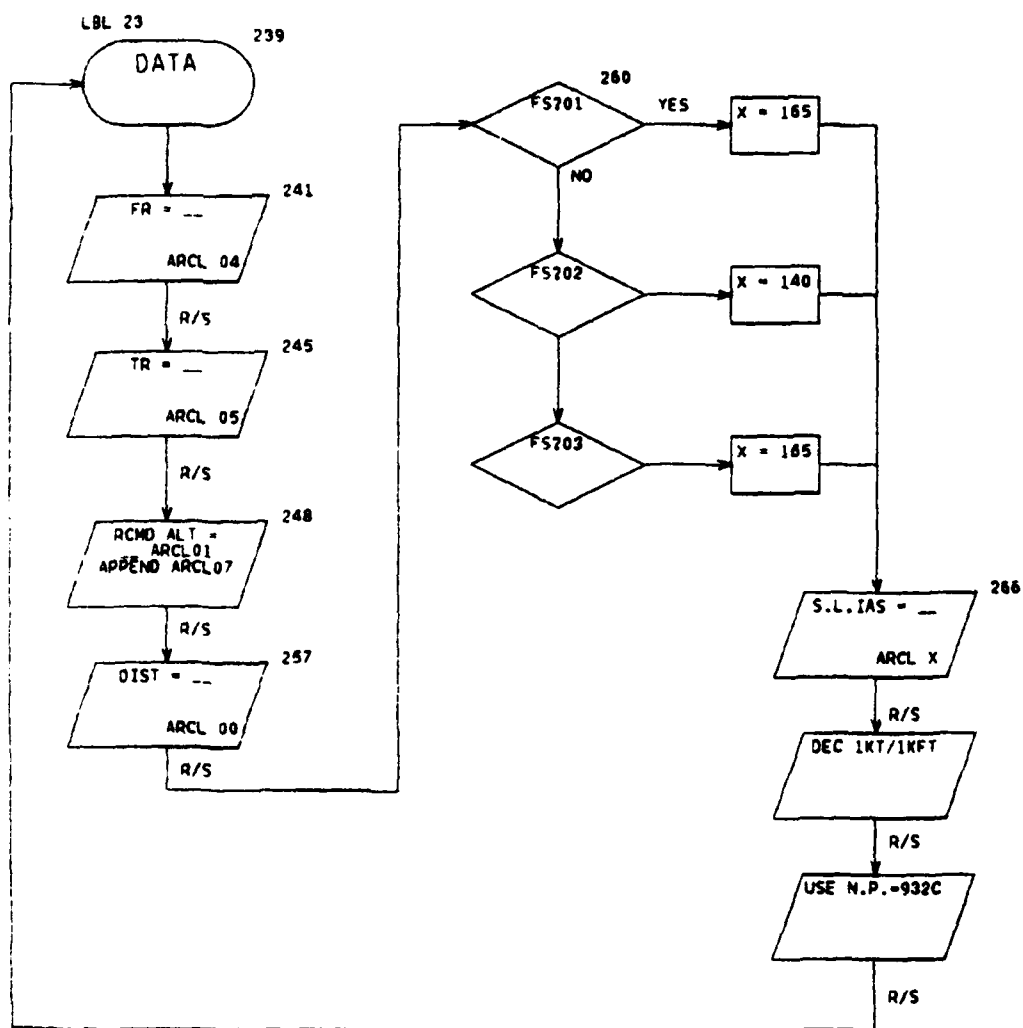 LBL 23
239
DATA
241
FR = __
ARCL 04
R/S
245
TR = __
ARCL 05
R/S
248
RCMD ALT =
__ ARCL01
APPEND ARCL07
R/S
257
DIST = __
ARCL 00
R/S
260
FS?01
YES
X = 165
NO
FS?02
X = 140
FS?03
X = 165
266
S.L.IAS = __
ARCL X
R/S
DEC 1KT/1KFT
R/S
USE N.P.=932C
R/S